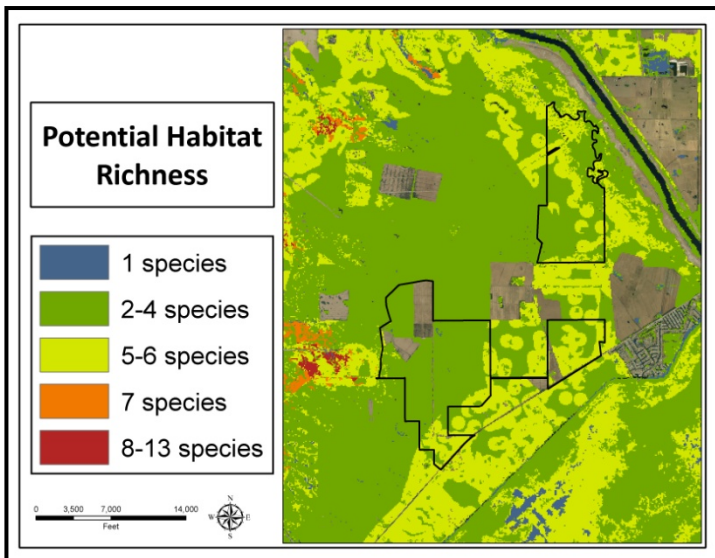 Potential Habitat
Richness
1 species
2-4 species
5-6 species
7 species
8-13 species
0 3,500 7,000 14,000
Feet
N
W E
S